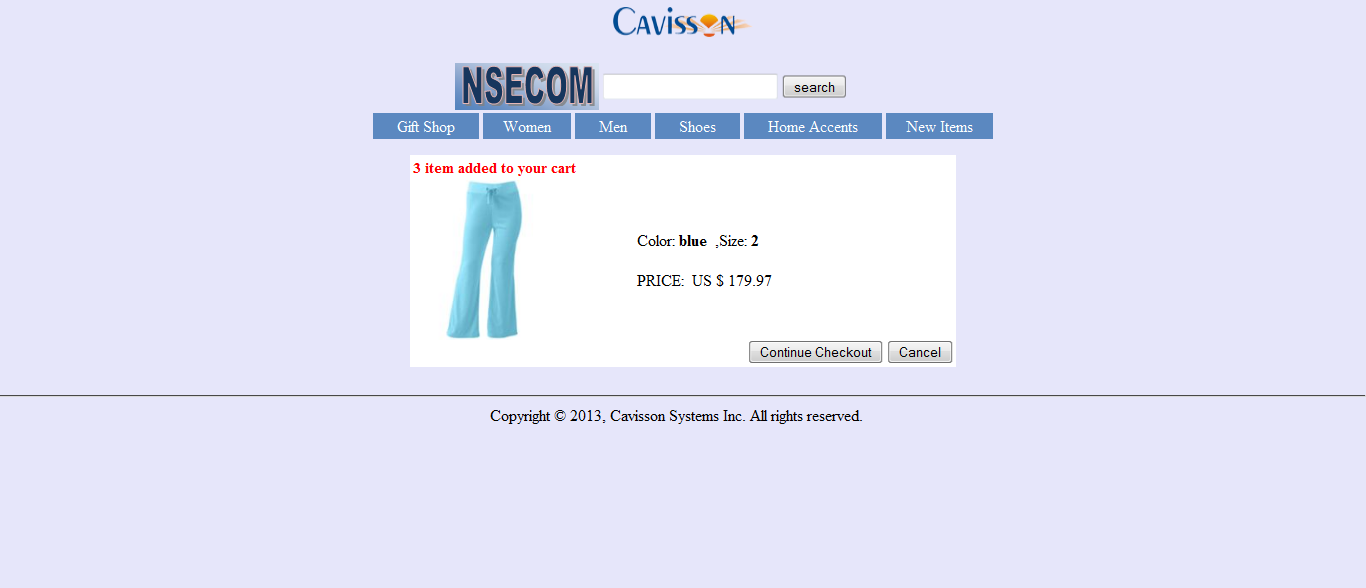 CAVISSON
NSECOM search
Gift Shop Women Men Shoes Home Accents New Items
3 item added to your cart
Color: blue ,Size: 2
PRICE: US $ 179.97
Continue Checkout Cancel
Copyright © 2013, Cavisson Systems Inc. All rights reserved.